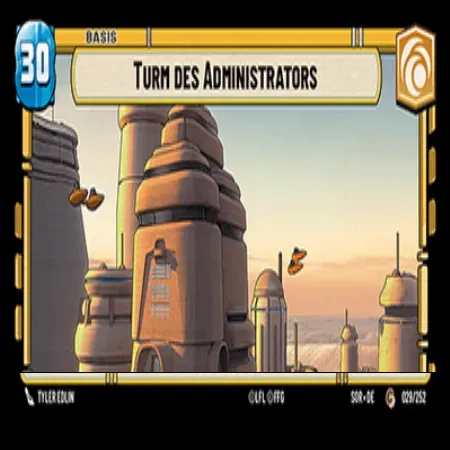 BASIS
30
TURM DES ADMINISTRATORS
TYLER EDLIN
©LFL ©FFG
SOR•DE
C
029/252